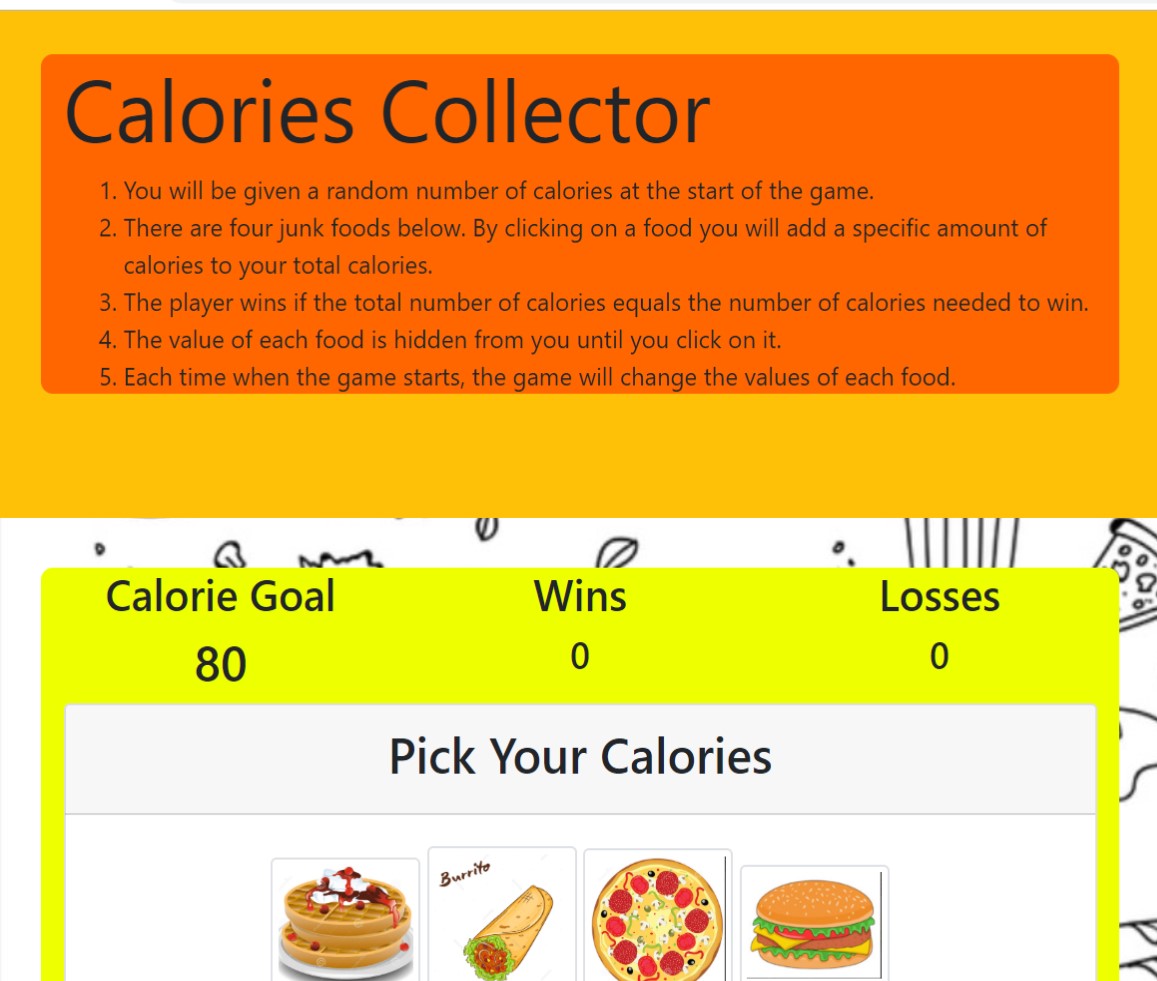 Calories Collector
1. You will be given a random number of calories at the start of the game.
2. There are four junk foods below. By clicking on a food you will add a specific amount of
calories to your total calories.
3. The player wins if the total number of calories equals the number of calories needed to win.
4. The value of each food is hidden from you until you click on it.
5. Each time when the game starts, the game will change the values of each food.
Calorie Goal Wins Losses
80 0 0
Pick Your Calories
Burrito